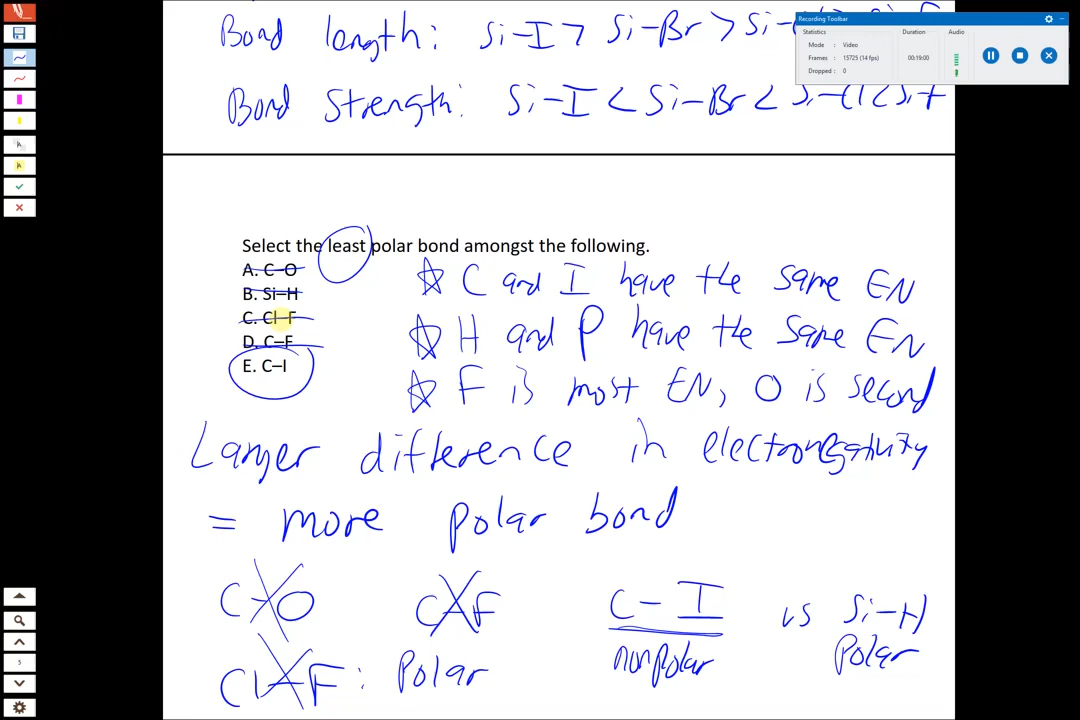 Bond length: Si-I > Si-Br > Si-
Recording Toolbar
Statistics Duration Audio
Mode : Video
Frames : 15725 (14 fps) 00:19:00
Dropped : 0
Bond Strength: Si-I < Si-Br < Si-Cl < Si-F
Select the least polar bond amongst the following.
A. C–O
B. Si–H
C. Cl–F
D. C–F
E. C–I
☆ C and I have the same EN
☆ H and P have the same EN
☆ F is most EN, O is second
Larger difference in electronegativity
= more polar bond
C-O C-F C-I vs Si-H
nonpolar Polar
Cl-F: Polar
5